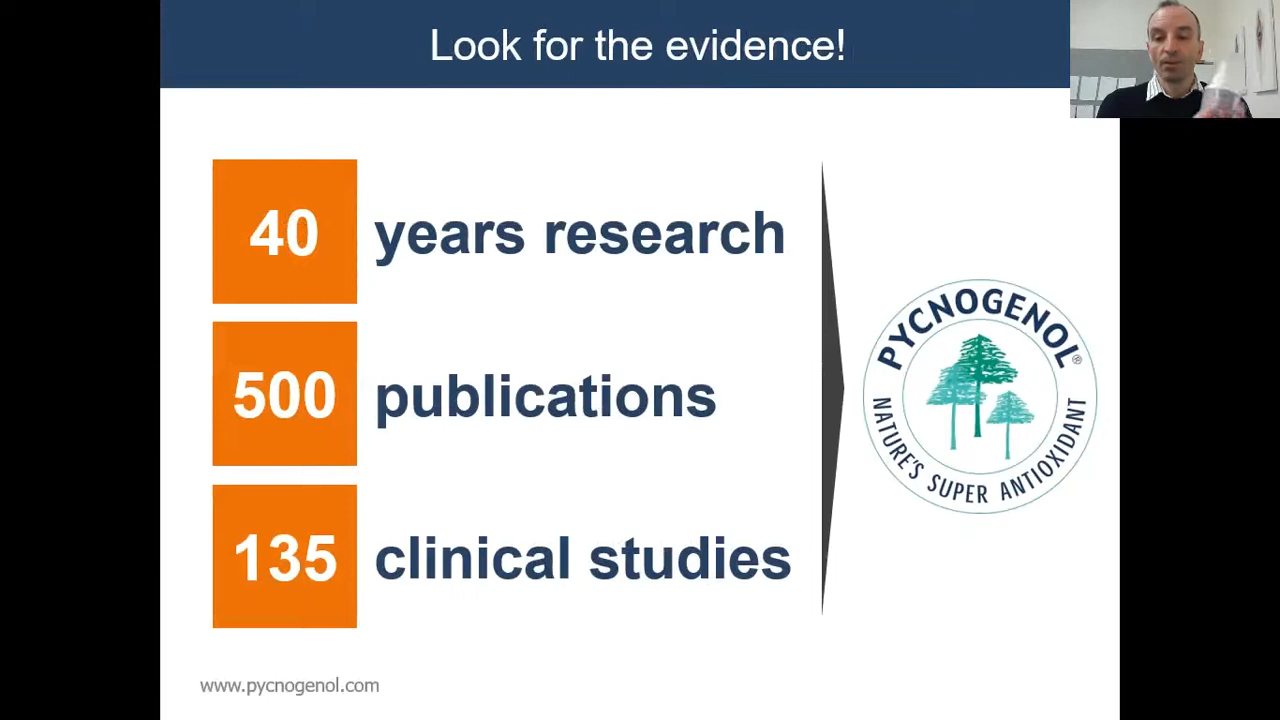 Look for the evidence!
40 years research
500 publications
135 clinical studies
PYCNOGENOL®
NATURE'S SUPER ANTIOXIDANT
www.pycnogenol.com